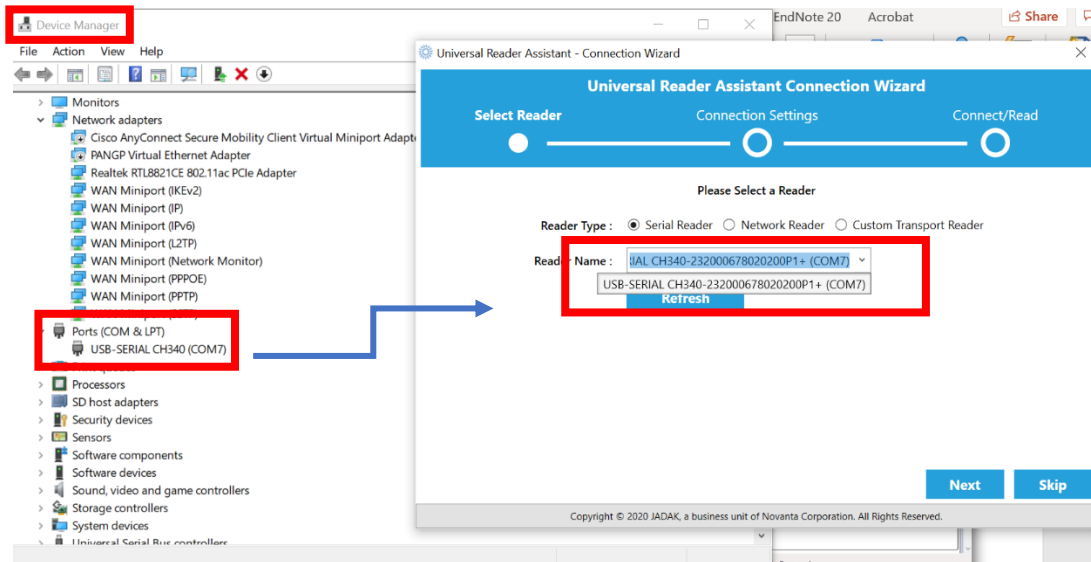 Device Manager
File Action View Help
Monitors
Network adapters
Cisco AnyConnect Secure Mobility Client Virtual Miniport Adapte
PANGP Virtual Ethernet Adapter
Realtek RTL8821CE 802.11ac PCIe Adapter
WAN Miniport (IKEv2)
WAN Miniport (IP)
WAN Miniport (IPv6)
WAN Miniport (L2TP)
WAN Miniport (Network Monitor)
WAN Miniport (PPPOE)
WAN Miniport (PPTP)
Ports (COM & LPT)
USB-SERIAL CH340 (COM7)
Processors
SD host adapters
Security devices
Sensors
Software components
Software devices
Sound, video and game controllers
Storage controllers
System devices
Universal Serial Bus controllers
EndNote 20 Acrobat Share
Universal Reader Assistant - Connection Wizard
Universal Reader Assistant Connection Wizard
Select Reader Connection Settings Connect/Read
Please Select a Reader
Reader Type : Serial Reader Network Reader Custom Transport Reader
Reader Name : IAL CH340-232000678020200P1+ (COM7)
USB-SERIAL CH340-232000678020200P1+ (COM7)
Refresh
Next Skip
Copyright © 2020 JADAK, a business unit of Novanta Corporation. All Rights Reserved.